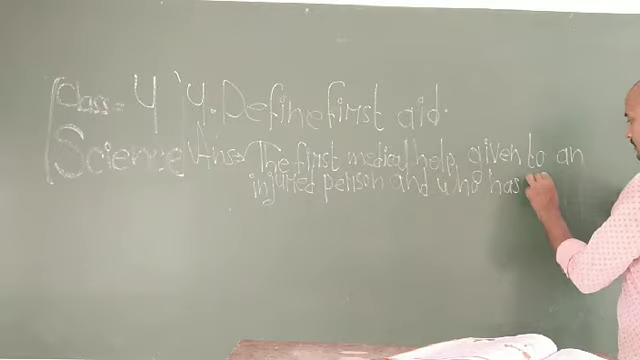 Class = 4
Science
4. Define first aid.
Ans → The first medical help given to an
injured person and who has